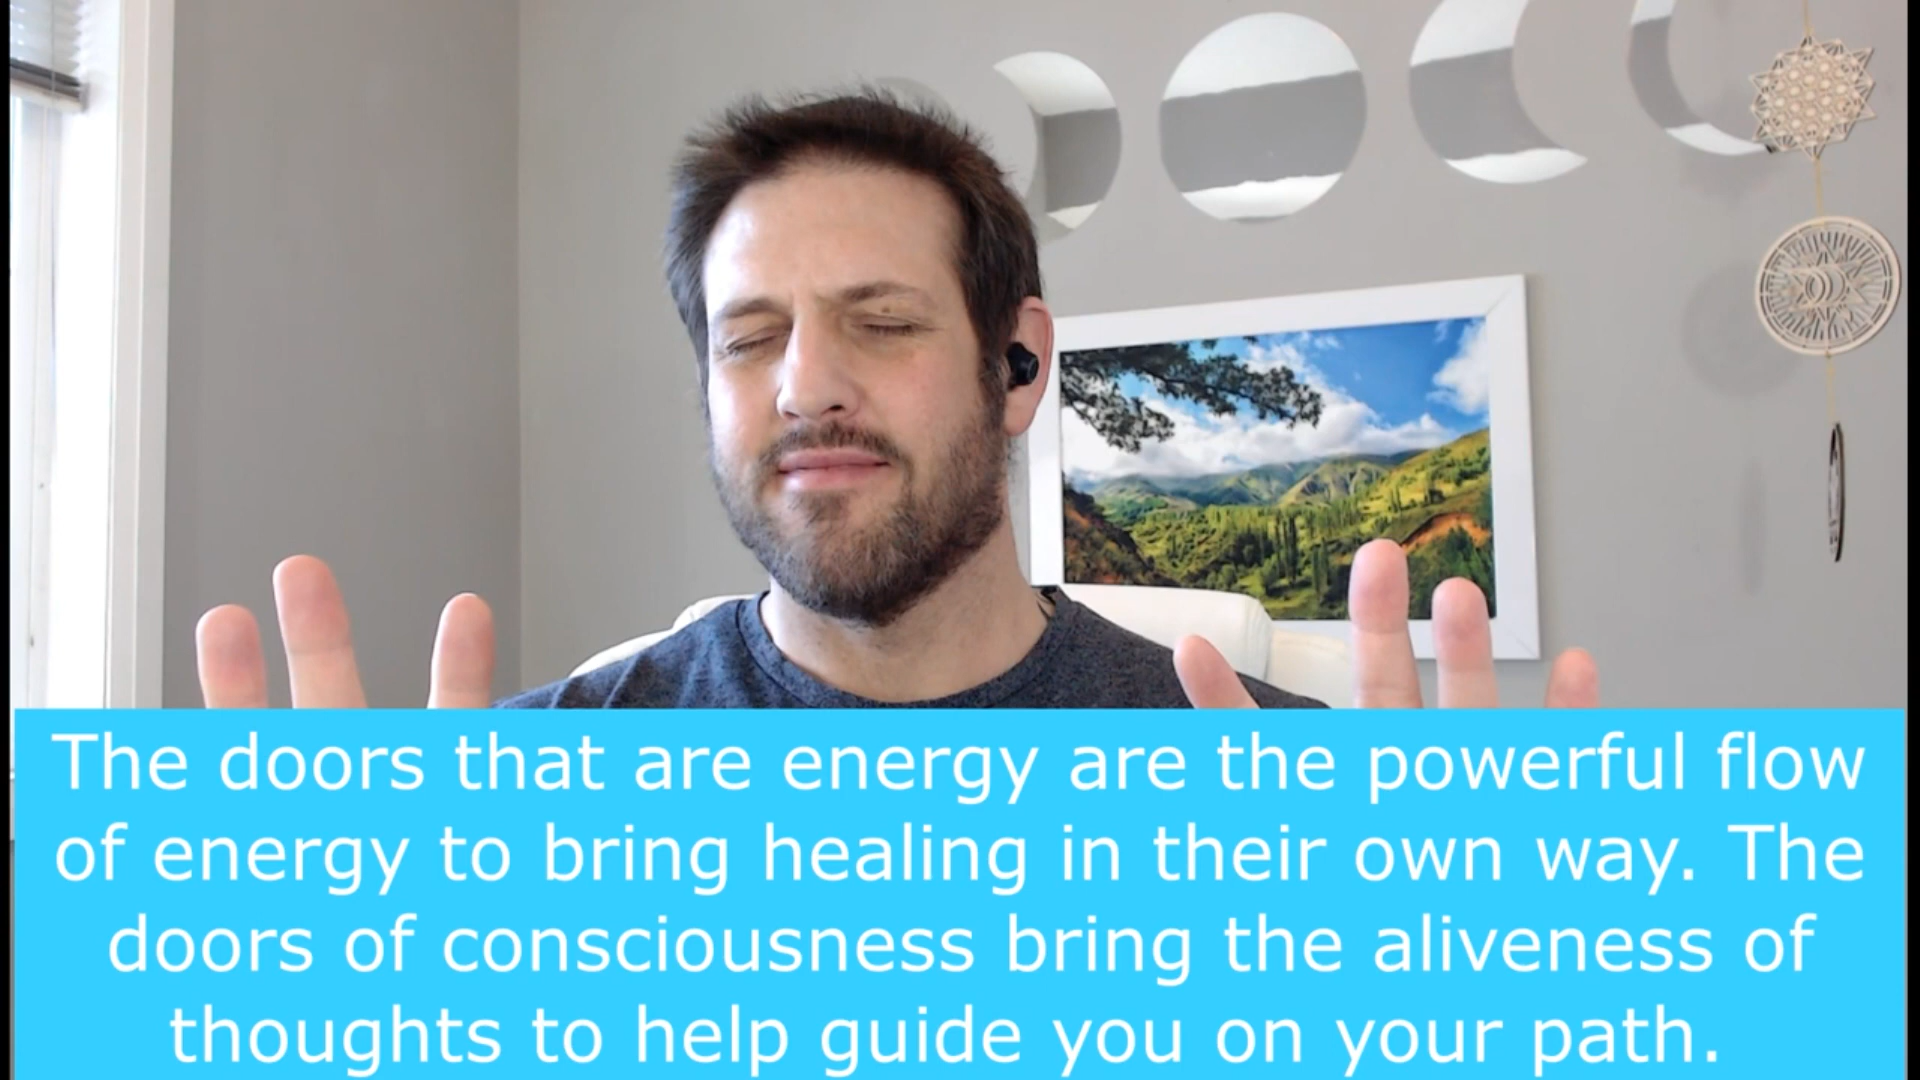 The doors that are energy are the powerful flow
of energy to bring healing in their own way. The
doors of consciousness bring the aliveness of
thoughts to help guide you on your path.